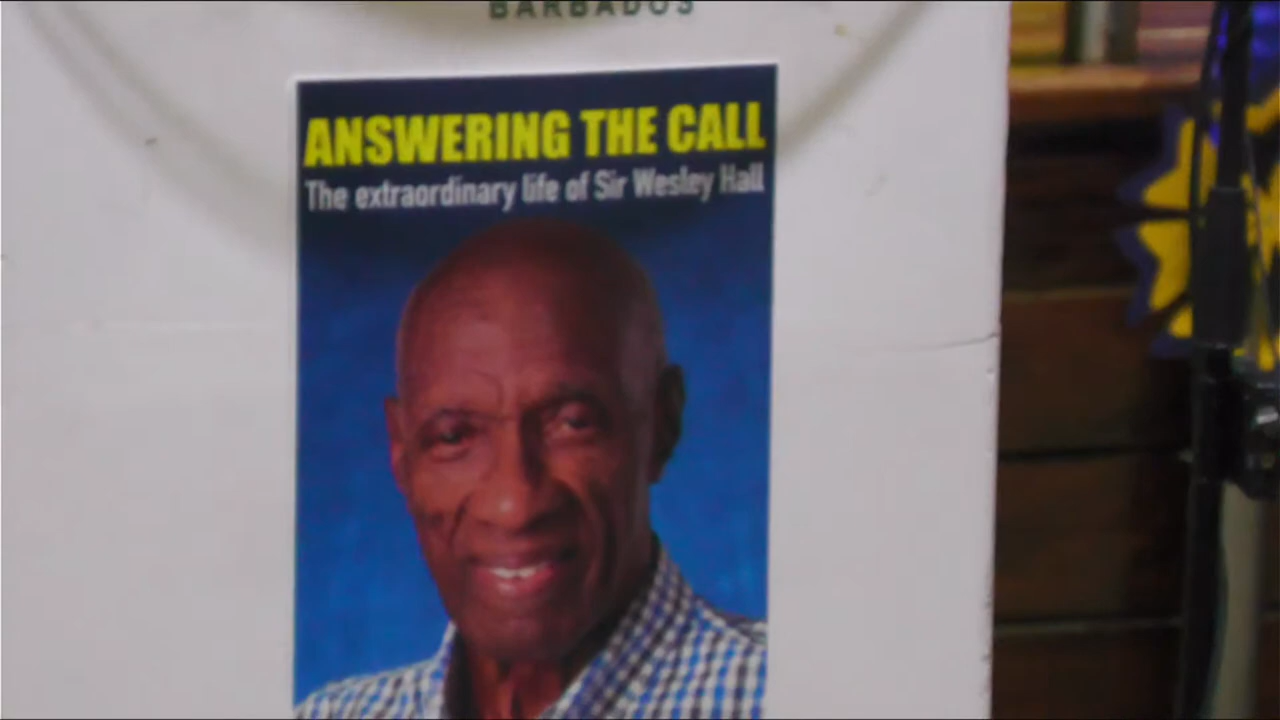 BARBADOS
ANSWERING THE CALL
The extraordinary life of Sir Wesley Hall